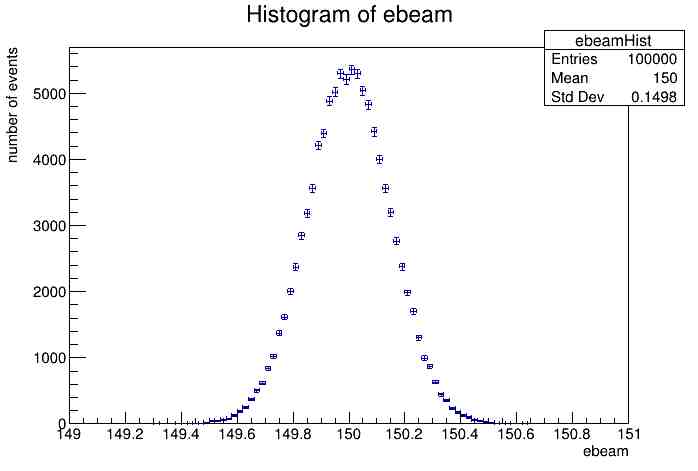 Histogram of ebeam
ebeamHist
Entries 100000
Mean 150
Std Dev 0.1498
number of events
5000
4000
3000
2000
1000
0
149 149.2 149.4 149.6 149.8 150 150.2 150.4 150.6 150.8 151
ebeam